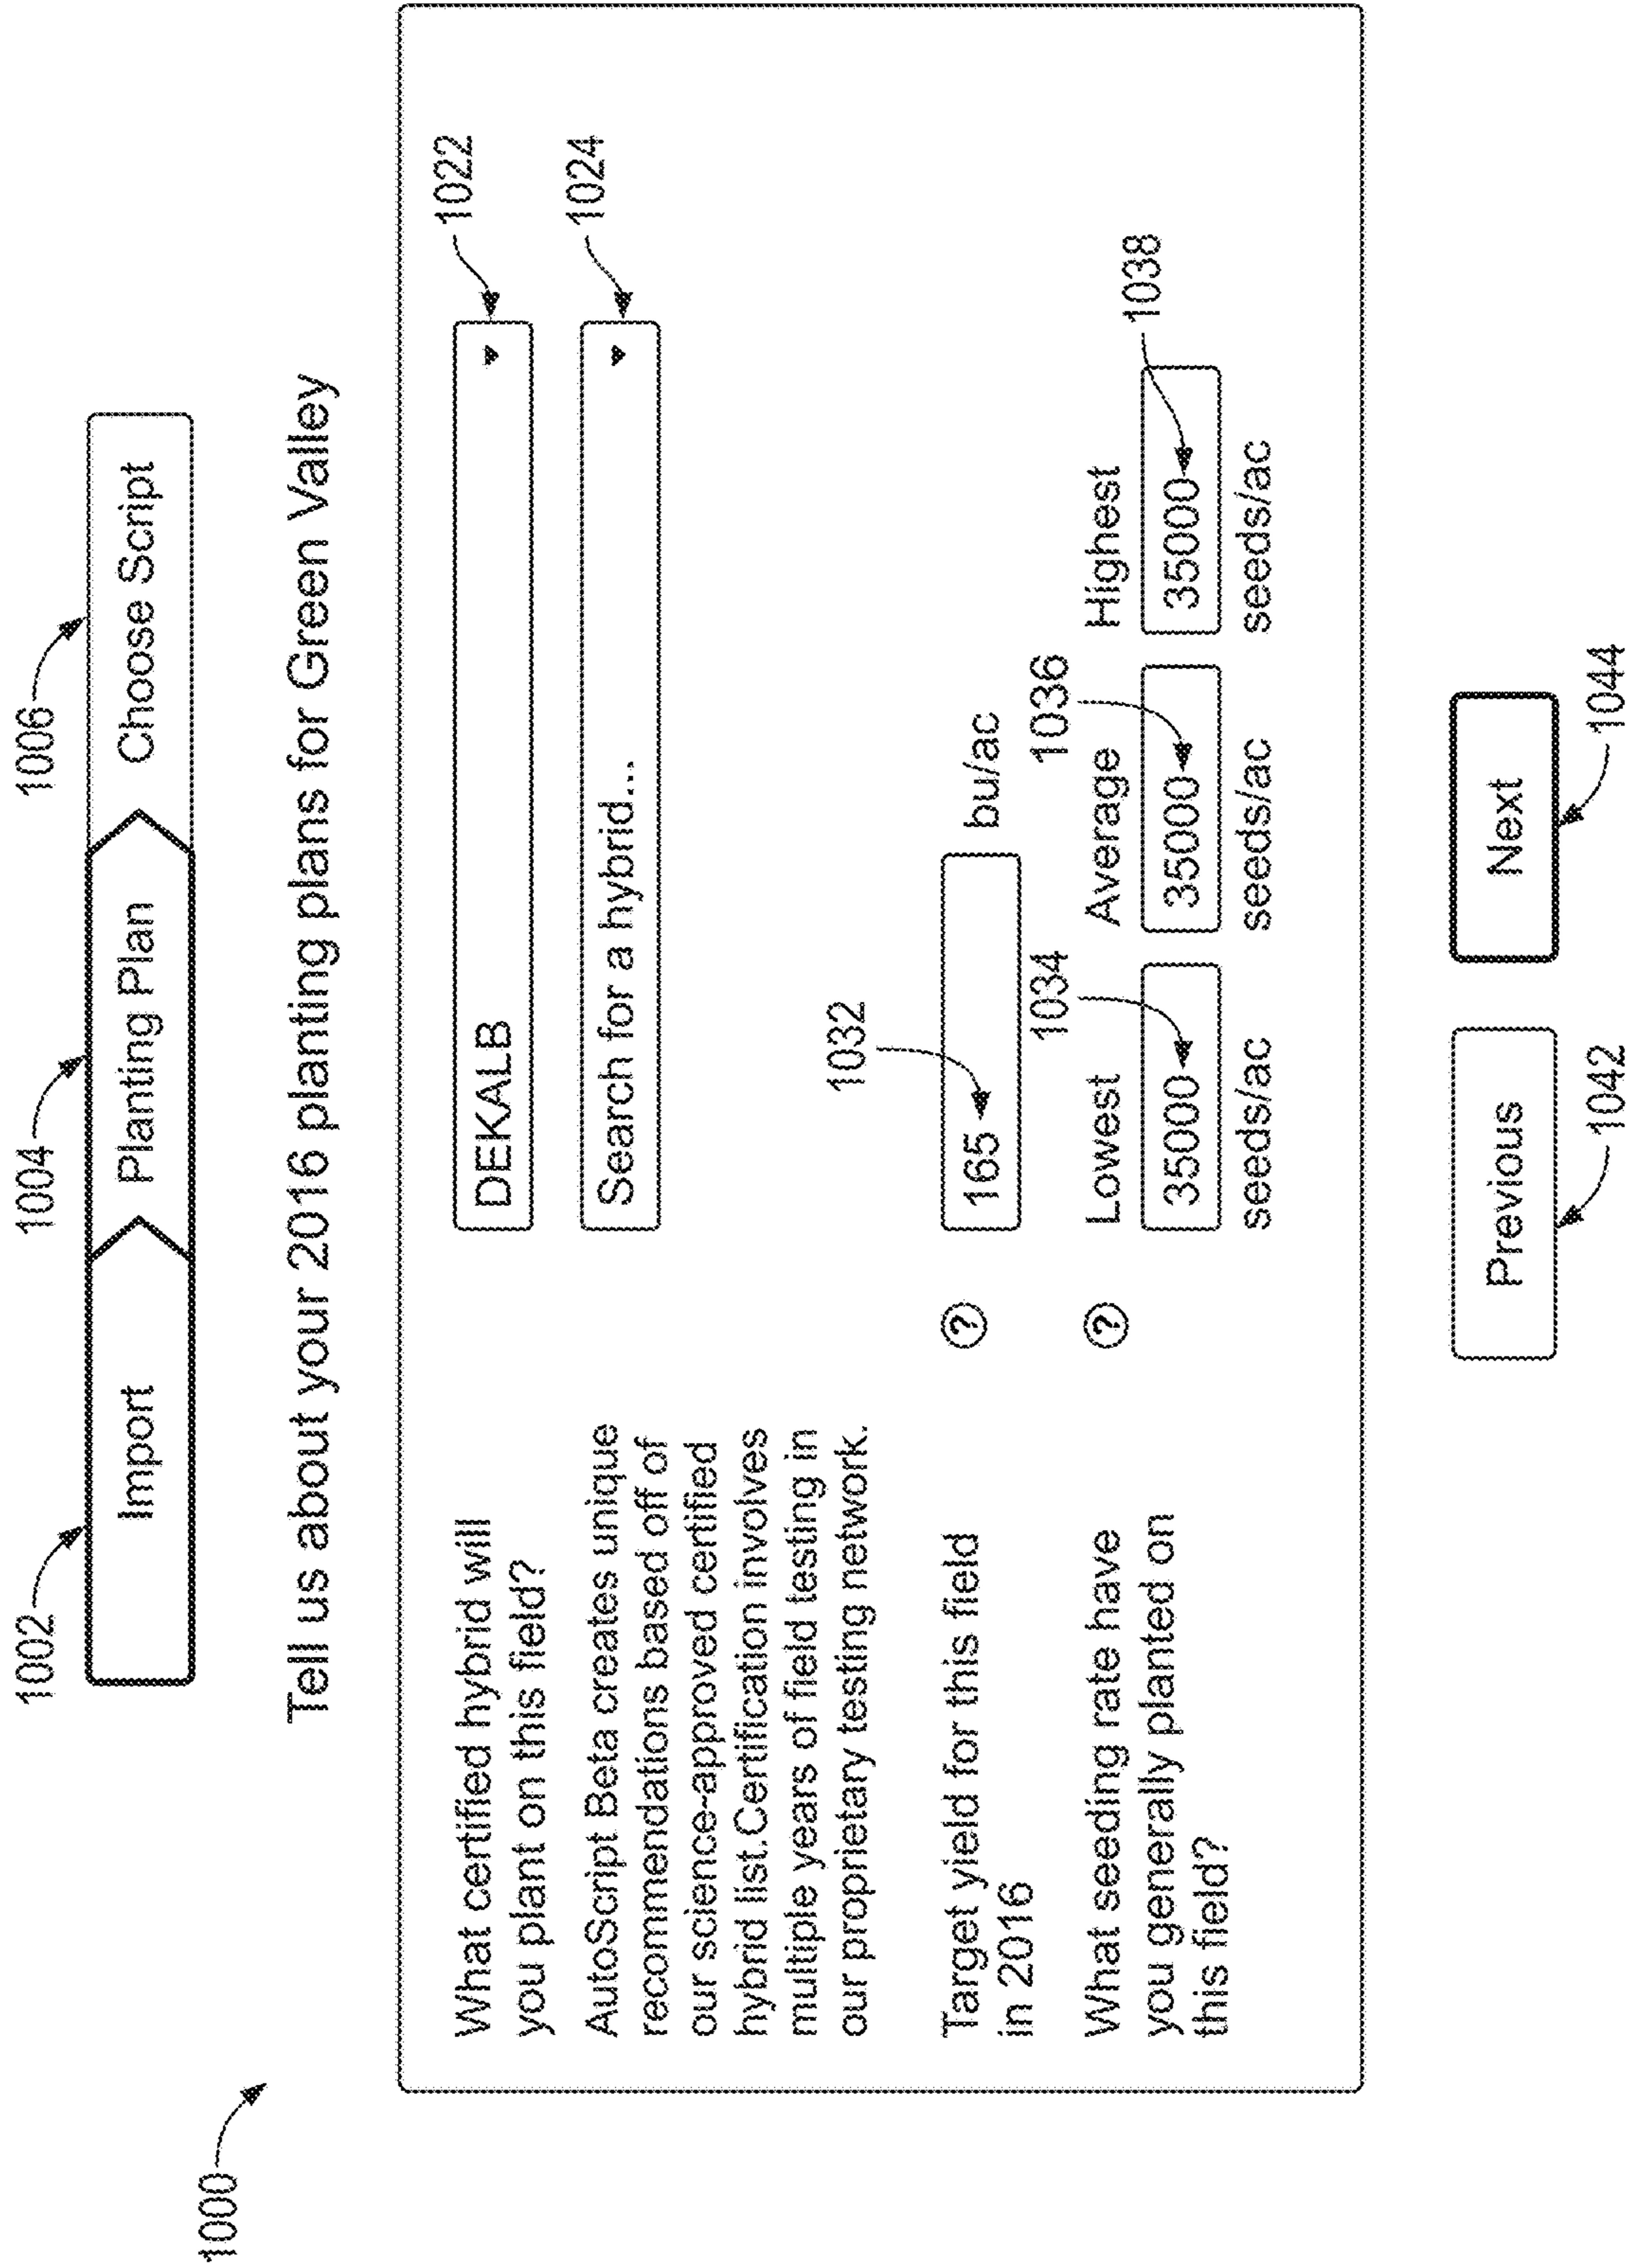 1000
1002
1004
1006
Import
Planting Plan
Choose Script
Tell us about your 2016 planting plans for Green Valley
What certified hybrid will
you plant on this field?
DEKALB
1022
AutoScript Beta creates unique
recommendations based off of
our science-approved certified
hybrid list.Certification involves
multiple years of field testing in
our proprietary testing network.
Search for a hybrid...
1024
Target yield for this field
in 2016
?
165
bu/ac
1032
What seeding rate have
you generally planted on
this field?
?
Lowest
Average
Highest
1034
1036
1038
35000
35000
35000
seeds/ac
seeds/ac
seeds/ac
Previous
Next
1042
1044